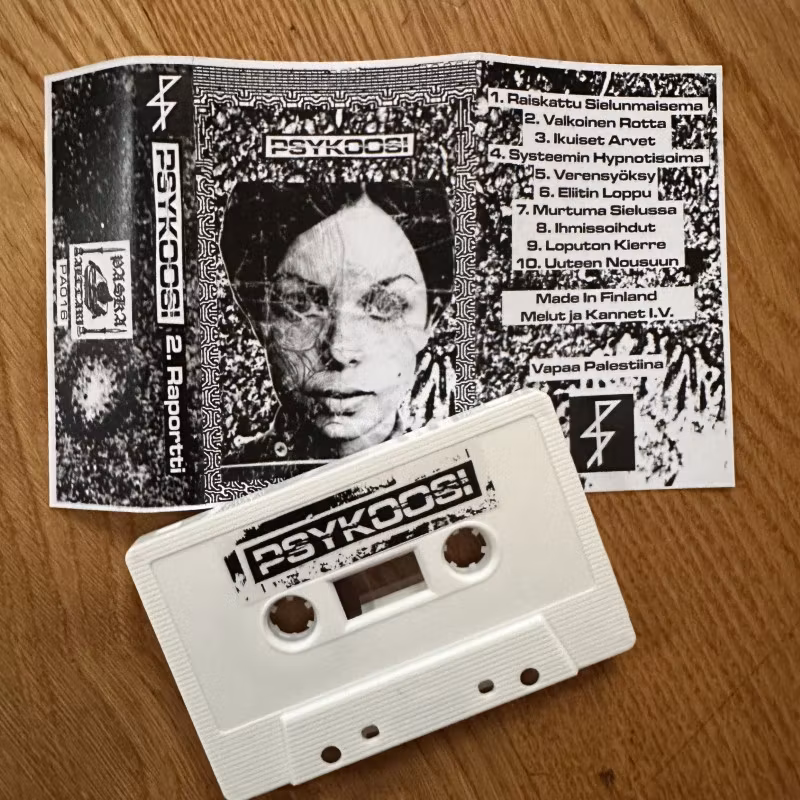 PSYKOOSI
2. Raportti
PASKA
PA016
PSYKOOSI
1. Raiskattu Sielunmaisema
2. Valkoinen Rotta
3. Ikuiset Arvet
4. Systeemin Hypnotisoima
5. Verensyöksy
6. Eliitin Loppu
7. Murtuma Sielussa
8. Ihmissoihdut
9. Loputon Kierre
10. Uuteen Nousuun
Made In Finland
Melut ja Kannet I.V.
Vapaa Palestiina
PSYKOOSI